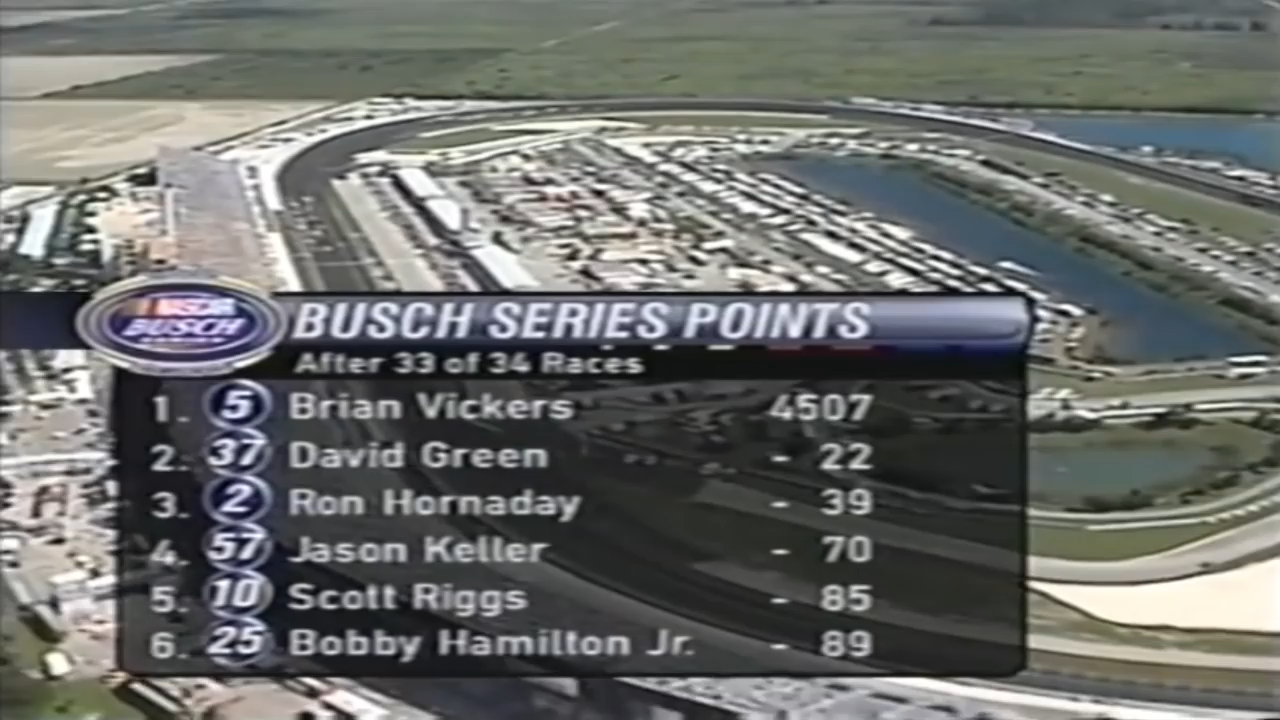 NASCAR
BUSCH
BUSCH SERIES POINTS
After 33 of 34 Races
1. 5 Brian Vickers 4507
2. 37 David Green - 22
3. 2 Ron Hornaday - 39
4. 57 Jason Keller - 70
5. 10 Scott Riggs - 85
6. 25 Bobby Hamilton Jr. - 89